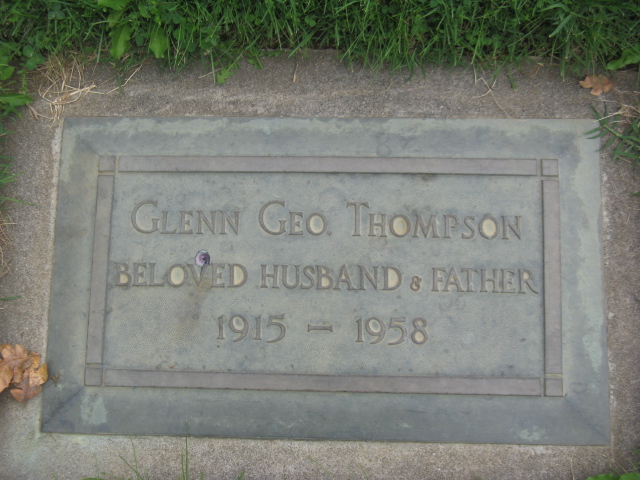 GLENN GEO. THOMPSON
BELOVED HUSBAND & FATHER
1915 – 1958